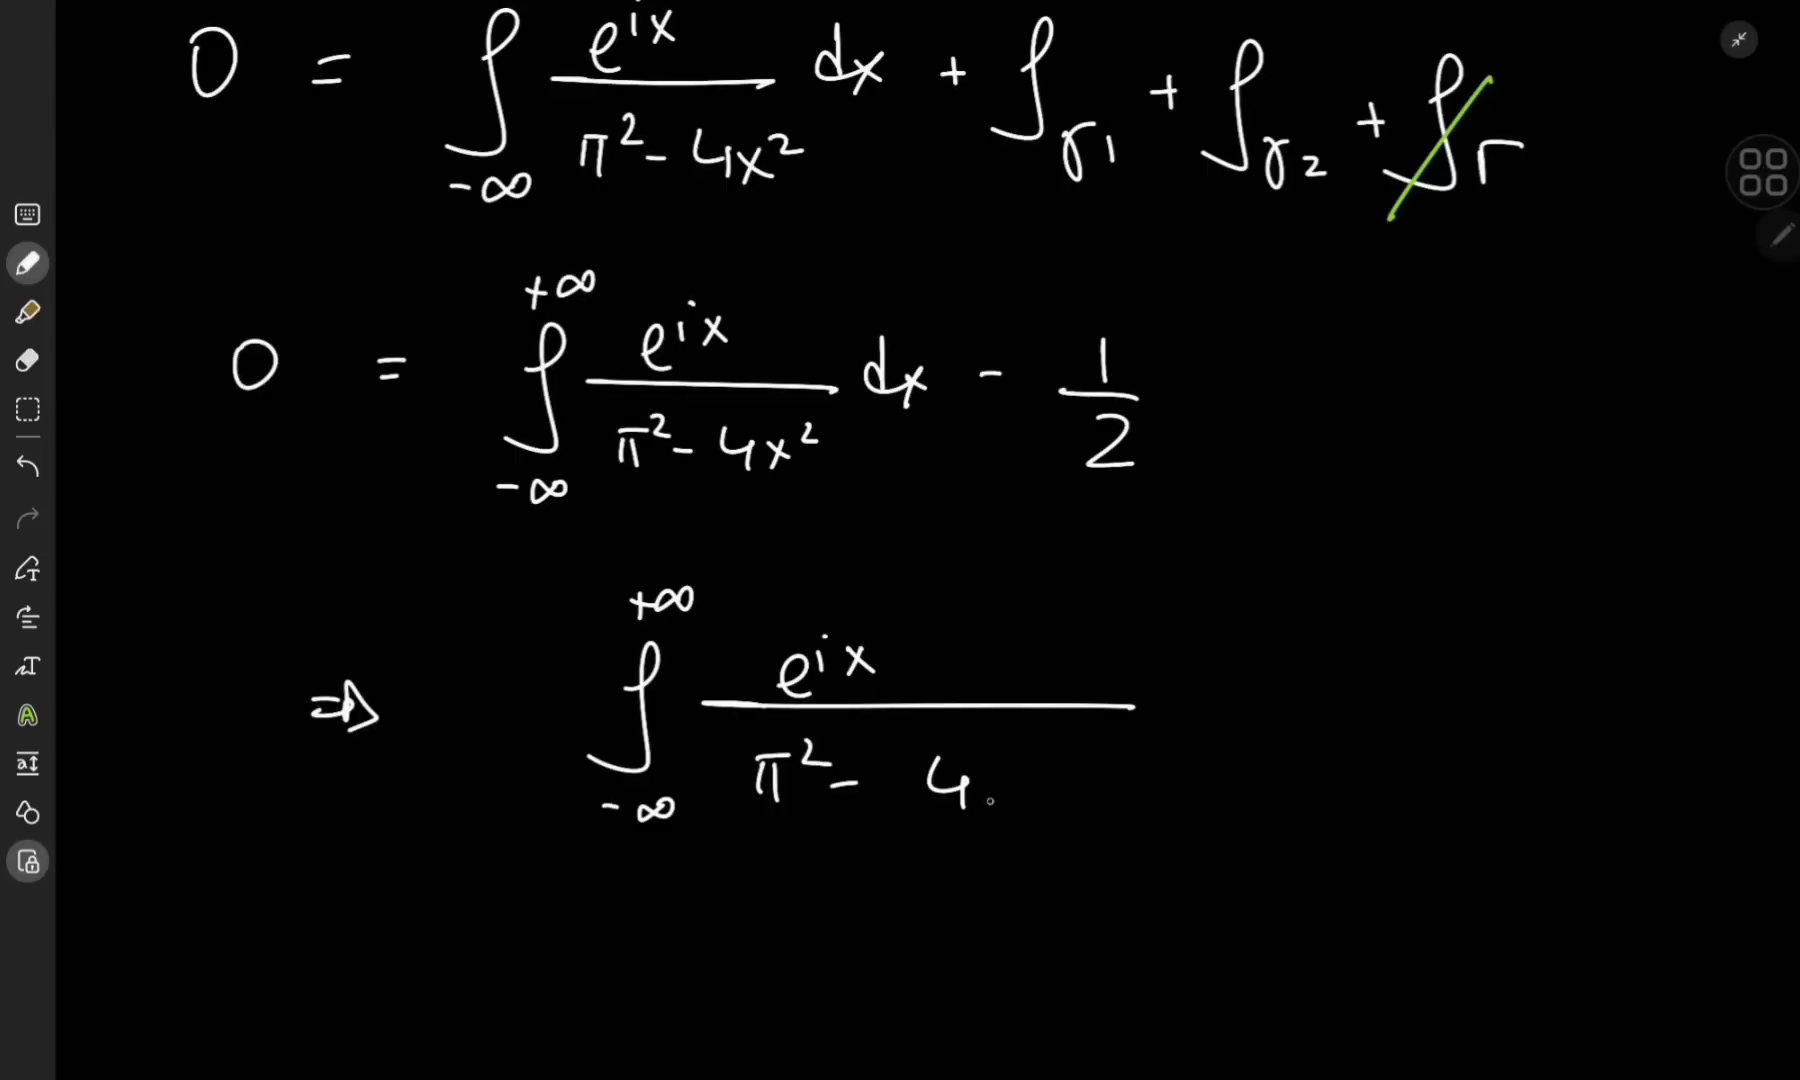 0 = ∫_{-∞} e^{ix} / (π² - 4x²) dx + ∫_{γ1} + ∫_{γ2} + ∫_Γ
0 = ∫_{-∞}^{+∞} e^{ix} / (π² - 4x²) dx - 1/2
⇒ ∫_{-∞}^{+∞} e^{ix} / (π² - 4